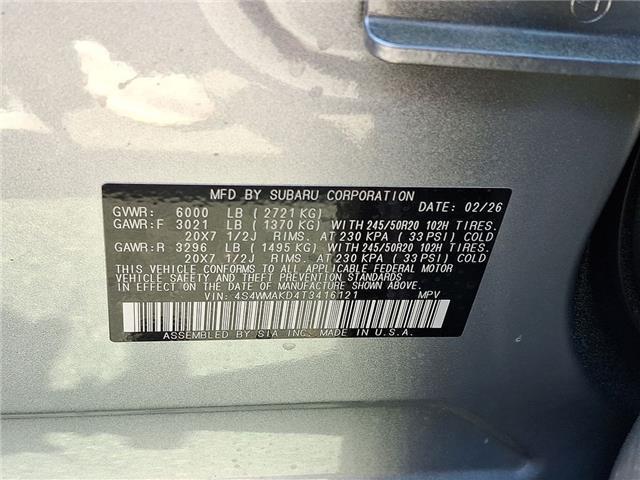 MFD BY SUBARU CORPORATION
GVWR: 6000 LB (2721 KG) DATE: 02/26
GAWR:F 3021 LB (1370 KG) WITH 245/50R20 102H TIRES.
20X7 1/2J RIMS. AT 230 KPA ( 33 PSI) COLD
GAWR:R 3296 LB (1495 KG) WITH 245/50R20 102H TIRES.
20X7 1/2J RIMS. AT 230 KPA ( 33 PSI) COLD
THIS VEHICLE CONFORMS TO ALL APPLICABLE FEDERAL MOTOR
VEHICLE SAFETY, AND THEFT PREVENTION STANDARDS
IN EFFECT ON THE DATE OF MANUFACTURE SHOWN ABOVE.
VIN: 4S4WMAKD4T3416121 MPV
ASSEMBLED BY SIA INC. MADE IN U.S.A.